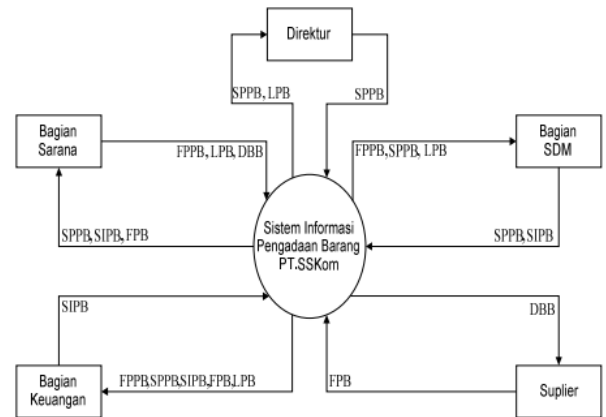 Direktur
SPPB, LPB
SPPB
Bagian
Sarana
FPPB, LPB, DBB
FPPB, SPPB, LPB
Bagian
SDM
Sistem Informasi
Pengadaan Barang
PT.SSKom
SPPB, SIPB, FPB
SPPB, SIPB
SIPB
DBB
Bagian
Keuangan
FPPB,SPPB,SIPB,FPB,LPB
FPB
Suplier